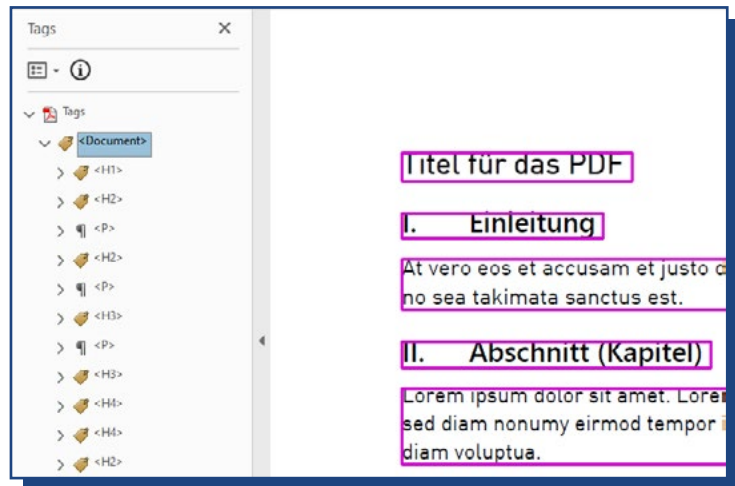 Tags
Tags
<Document>
<H1>
<H2>
<P>
<H2>
<P>
<H3>
<P>
<H3>
<H4>
<H4>
<H2>
Titel für das PDF
I. Einleitung
At vero eos et accusam et justo
no sea takimata sanctus est.
II. Abschnitt (Kapitel)
Lorem ipsum dolor sit amet.
sed diam nonumy eirmod tempor
diam voluptua.